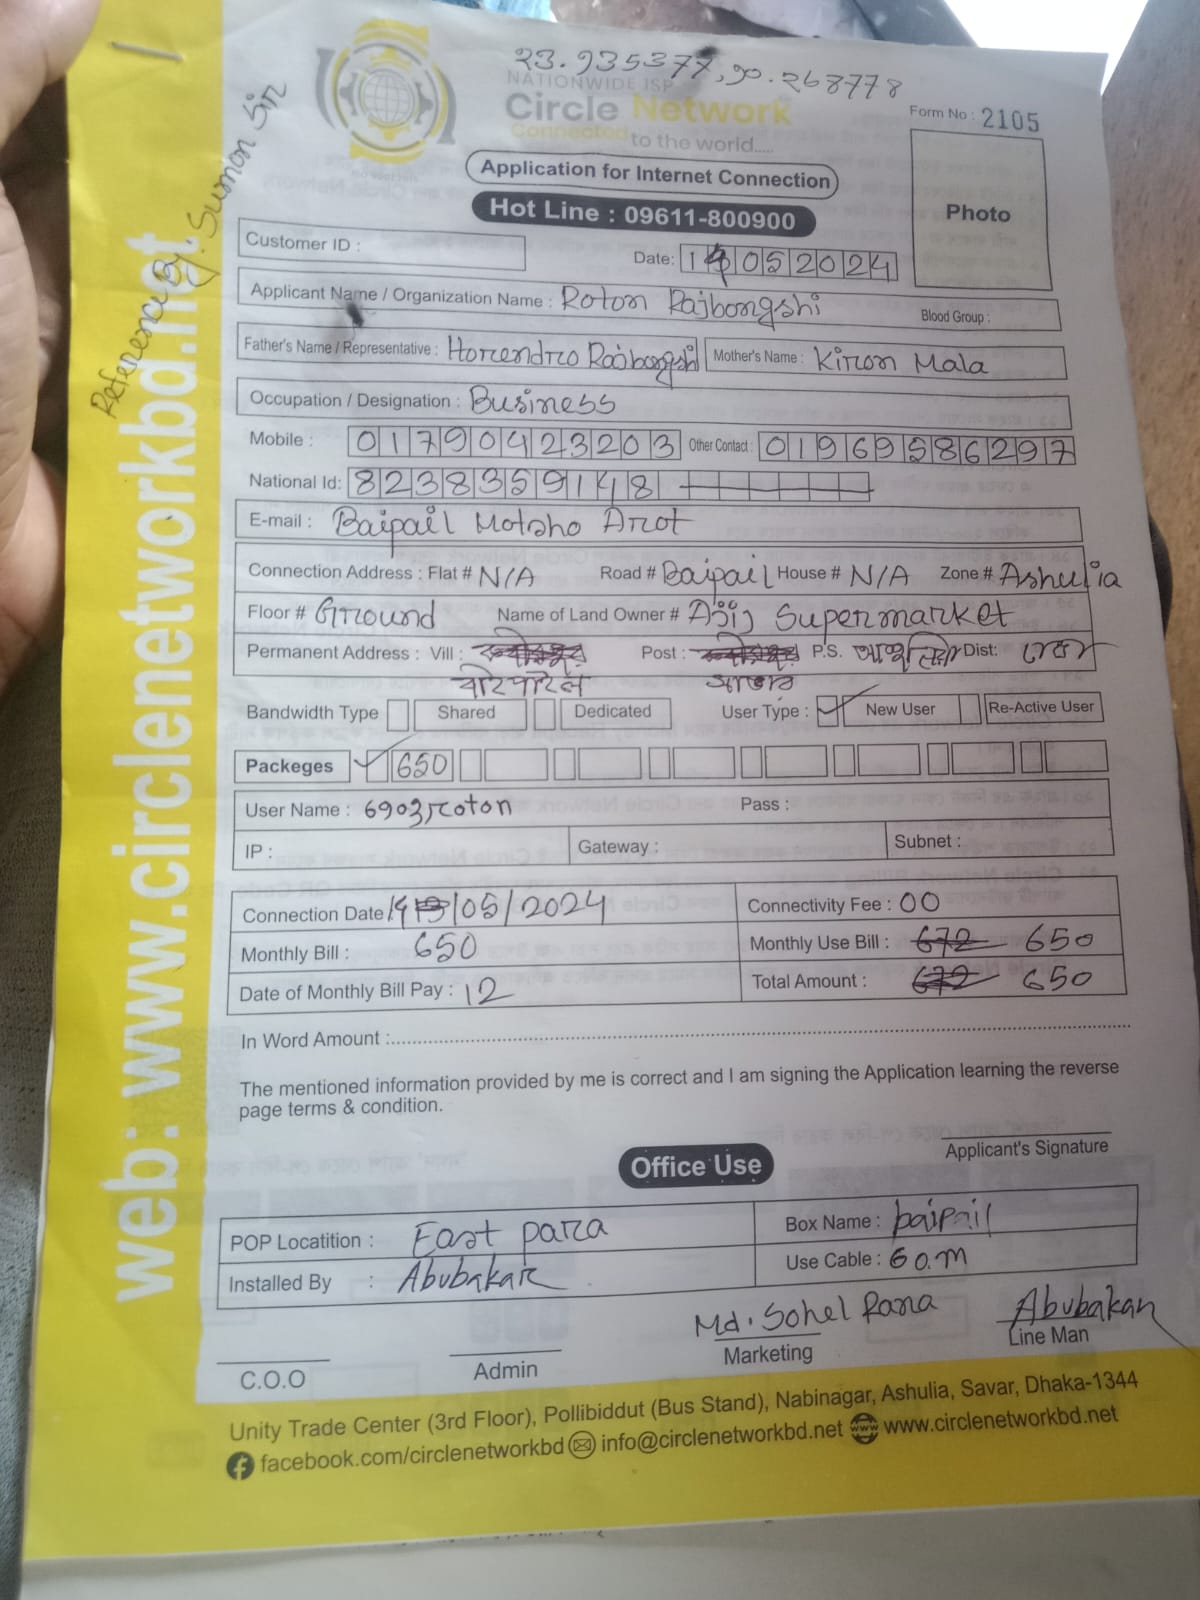 23.935377, 90.268778
NATIONWIDE ISP
Circle Network
Connected to the world.....
Form No : 2105
Application for Internet Connection
Hot Line : 09611-800900
Photo
Reference By: Sumon Sir
web: www.circlenetworkbd.net
Customer ID :
Date: 14052024
Applicant Name / Organization Name : Roton Rajbongshi Blood Group :
Father's Name / Representative : Horendro Rajbongshi Mother's Name : Kiron Mala
Occupation / Designation : Business
Mobile : 01790423203 Other Contact : 01969586297
National Id: 8238359148
E-mail : Baipail Motsho Arot
Connection Address : Flat # N/A Road # Baipail House # N/A Zone # Ashulia
Floor # Ground Name of Land Owner # Ajij Supermarket
Permanent Address : Vill : Post : P.S. আশুলিয়া Dist: ঢাকা
বাইপাইল সাভার
Bandwidth Type Shared Dedicated User Type : ✓ New User Re-Active User
Packeges ✓ 650
User Name : 6903roton Pass :
IP : Gateway : Subnet :
Connection Date 14/05/2024 Connectivity Fee : 00
Monthly Bill : 650 Monthly Use Bill : 672 650
Date of Monthly Bill Pay : 12 Total Amount : 672 650
In Word Amount :
The mentioned information provided by me is correct and I am signing the Application learning the reverse
page terms & condition.
Applicant's Signature
Office Use
POP Locatition : East para Box Name : baipail
Installed By : Abubakar Use Cable : 60.m
Md. Sohel Rana Abubakar
C.O.O Admin Marketing Line Man
Unity Trade Center (3rd Floor), Pollibiddut (Bus Stand), Nabinagar, Ashulia, Savar, Dhaka-1344
facebook.com/circlenetworkbd info@circlenetworkbd.net www.circlenetworkbd.net